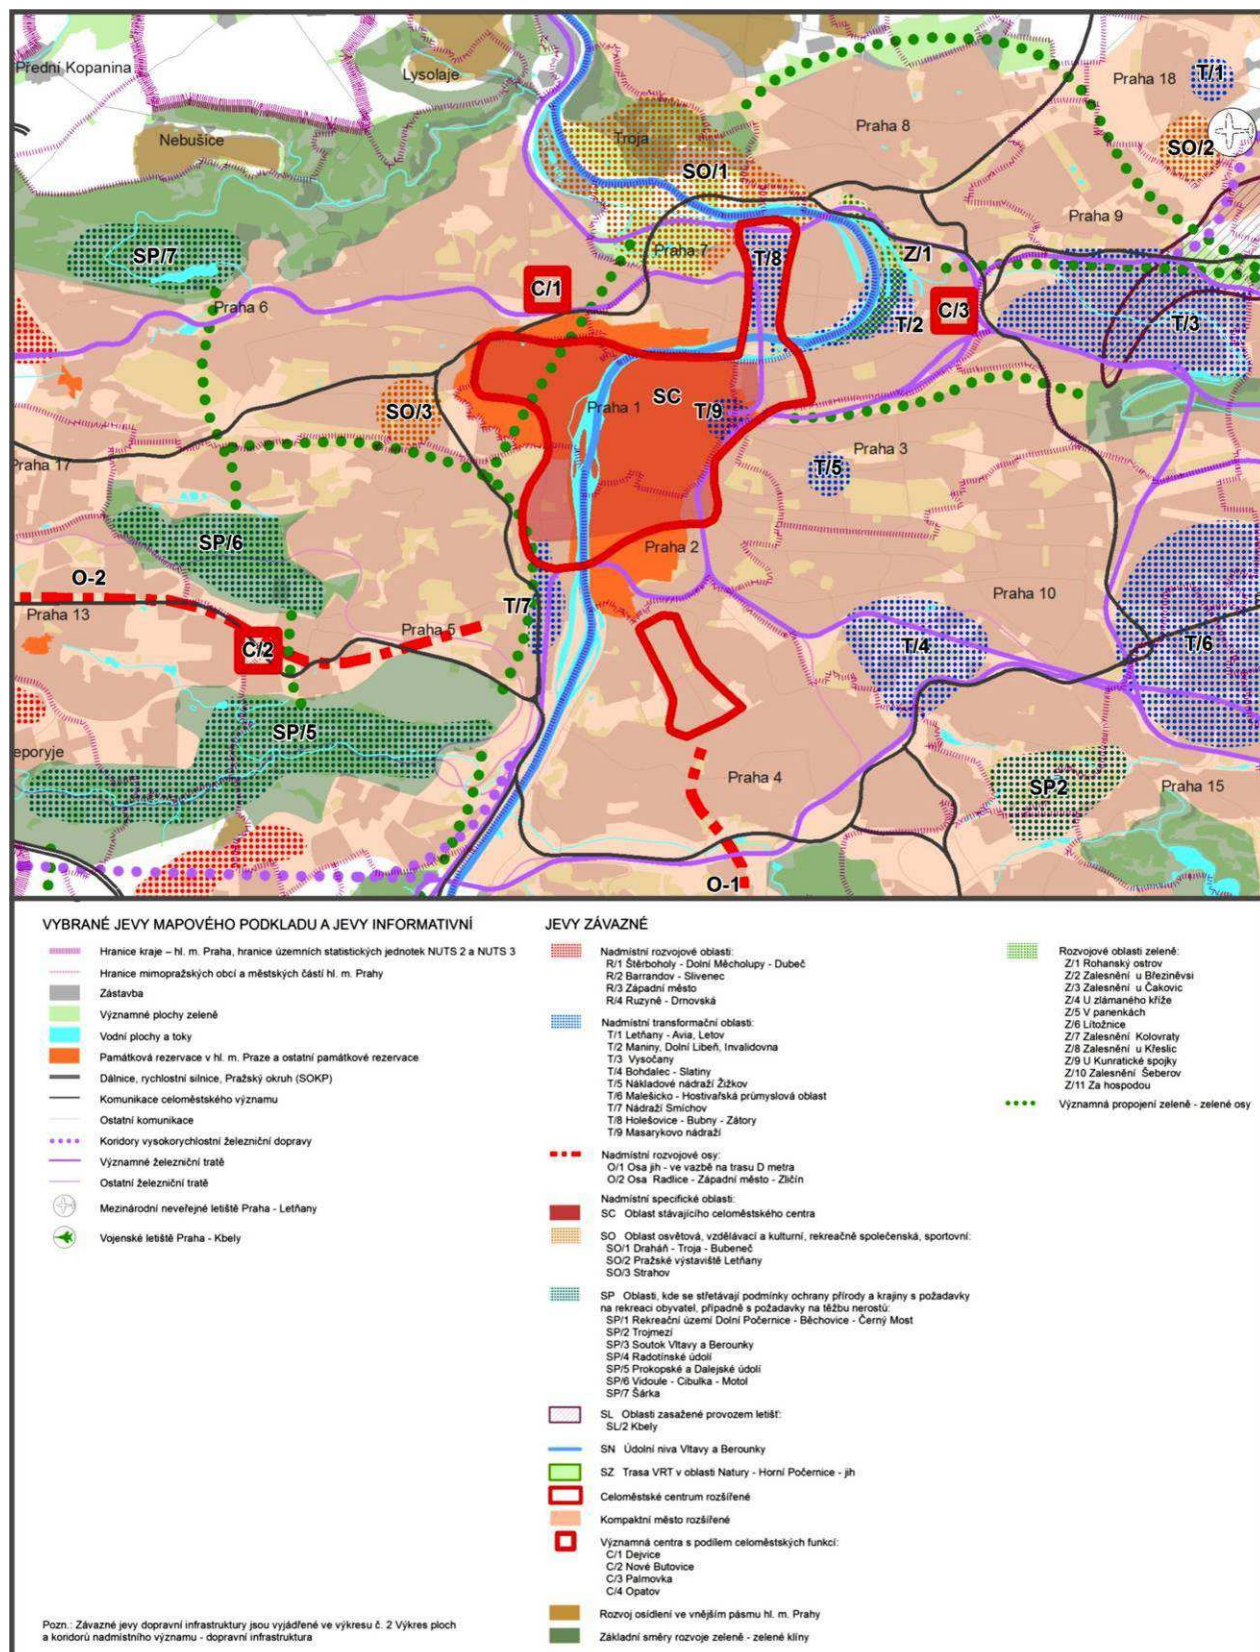 Přední Kopanina
Lysolaje
Nebušice
Troja
Praha 8
Praha 18
T/1
SO/2
SO/1
Praha 9
SP/7
Praha 7
T/8
Z/1
C/1
Praha 6
C/3
T/2
T/3
SO/3
Praha 1
SC
T/9
Praha 17
T/5
Praha 3
SP/6
Praha 2
O-2
Praha 13
T/7
Praha 5
Praha 10
C/2
T/4
T/6
SP/5
eporyje
Praha 4
SP2
Praha 15
O-1
VYBRANÉ JEVY MAPOVÉHO PODKLADU A JEVY INFORMATIVNÍ
Hranice kraje – hl. m. Praha, hranice územních statistických jednotek NUTS 2 a NUTS 3
Hranice mimopražských obcí a městských částí hl. m. Prahy
Zástavba
Významné plochy zeleně
Vodní plochy a toky
Památková rezervace v hl. m. Praze a ostatní památkové rezervace
Dálnice, rychlostní silnice, Pražský okruh (SOKP)
Komunikace celoměstského významu
Ostatní komunikace
Koridory vysokorychlostní železniční dopravy
Významné železniční tratě
Ostatní železniční tratě
Mezinárodní neveřejné letiště Praha - Letňany
Vojenské letiště Praha - Kbely
Pozn.: Závazné jevy dopravní infrastruktury jsou vyjádřené ve výkresu č. 2 Výkres ploch
a koridorů nadmístního významu - dopravní infrastruktura
JEVY ZÁVAZNÉ
Nadmístní rozvojové oblasti:
R/1 Štěrboholy - Dolní Měcholupy - Dubeč
R/2 Barrandov - Slivenec
R/3 Západní město
R/4 Ruzyně - Drnovská
Nadmístní transformační oblasti:
T/1 Letňany - Avia, Letov
T/2 Maniny, Dolní Libeň, Invalidovna
T/3 Vysočany
T/4 Bohdalec - Slatiny
T/5 Nákladové nádraží Žižkov
T/6 Malešicko - Hostivařská průmyslová oblast
T/7 Nádraží Smíchov
T/8 Holešovice - Bubny - Zátory
T/9 Masarykovo nádraží
Nadmístní rozvojové osy:
O/1 Osa jih - ve vazbě na trasu D metra
O/2 Osa Radlice - Západní město - Zličín
Nadmístní specifické oblasti:
SC Oblast stávajícího celoměstského centra
SO Oblast osvětová, vzdělávací a kulturní, rekreačně společenská, sportovní:
SO/1 Draháň - Troja - Bubeneč
SO/2 Pražské výstaviště Letňany
SO/3 Strahov
SP Oblasti, kde se střetávají podmínky ochrany přírody a krajiny s požadavky
na rekreaci obyvatel, případně s požadavky na těžbu nerostů:
SP/1 Rekreační území Dolní Počernice - Běchovice - Černý Most
SP/2 Trojmezí
SP/3 Soutok Vltavy a Berounky
SP/4 Radotínské údolí
SP/5 Prokopské a Dalejské údolí
SP/6 Vidoule - Cibulka - Motol
SP/7 Šárka
SL Oblasti zasažené provozem letišť:
SL/2 Kbely
SN Údolní niva Vltavy a Berounky
SZ Trasa VRT v oblasti Natury - Horní Počernice - jih
Celoměstské centrum rozšířené
Kompaktní město rozšířené
Významná centra s podílem celoměstských funkcí:
C/1 Dejvice
C/2 Nové Butovice
C/3 Palmovka
C/4 Opatov
Rozvoj osídlení ve vnějším pásmu hl. m. Prahy
Základní směry rozvoje zeleně - zelené klíny
Rozvojové oblasti zeleně:
Z/1 Rohanský ostrov
Z/2 Zalesnění u Březiněvsi
Z/3 Zalesnění u Čakovic
Z/4 U zlámaného kříže
Z/5 V panenkách
Z/6 Lítožnice
Z/7 Zalesnění Kolovraty
Z/8 Zalesnění u Křeslic
Z/9 U Kunratické spojky
Z/10 Zalesnění Šeberov
Z/11 Za hospodou
Významná propojení zeleně - zelené osy